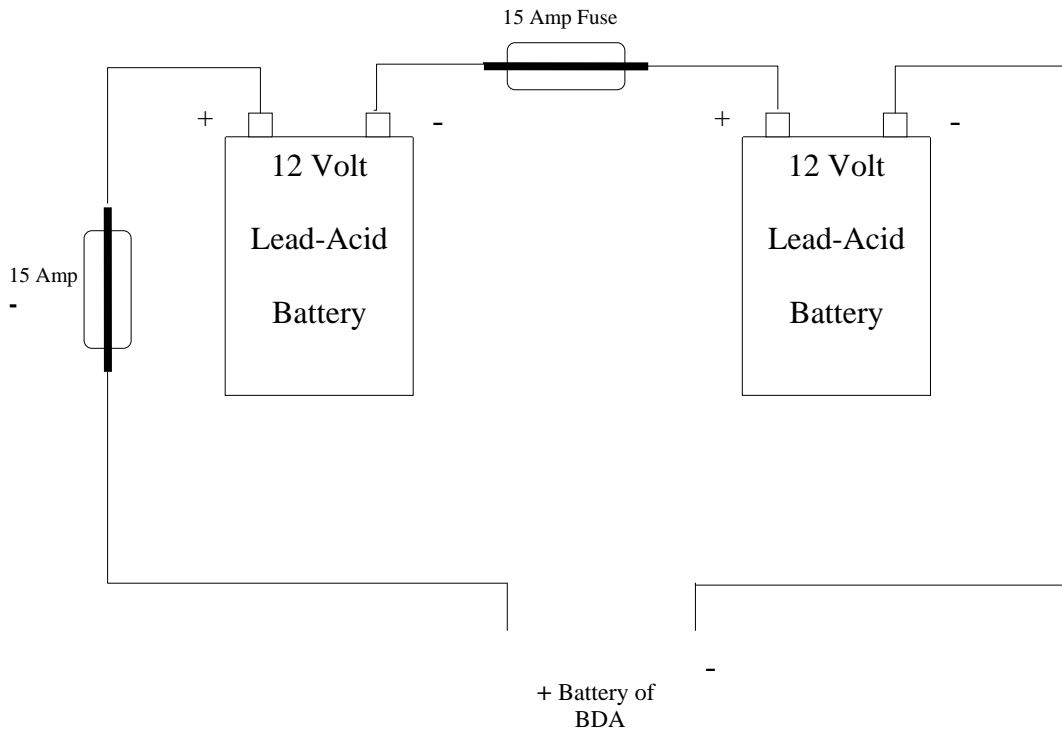 15 Amp Fuse
+ - + -
12 Volt
Lead-Acid
Battery
12 Volt
Lead-Acid
Battery
15 Amp
-
-
+ Battery of
BDA